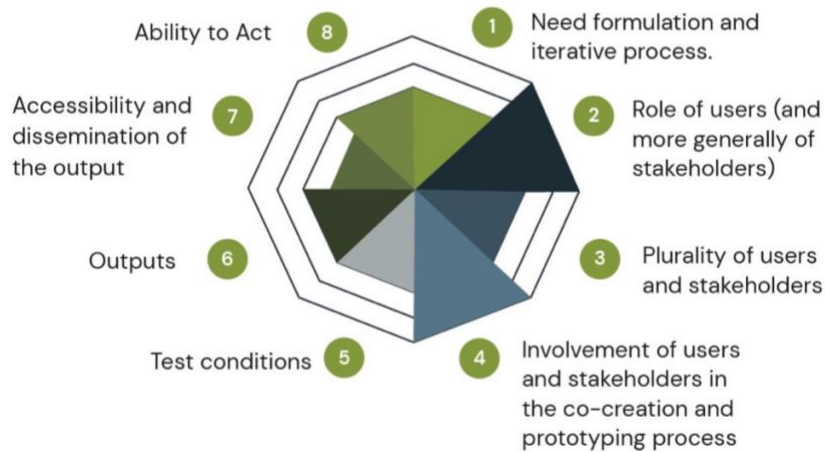 1
Need formulation and
iterative process.
2
Role of users (and
more generally of
stakeholders)
3
Plurality of users
and stakeholders
4
Involvement of users
and stakeholders in
the co-creation and
prototyping process
5
Test conditions
6
Outputs
7
Accessibility and
dissemination of
the output
8
Ability to Act